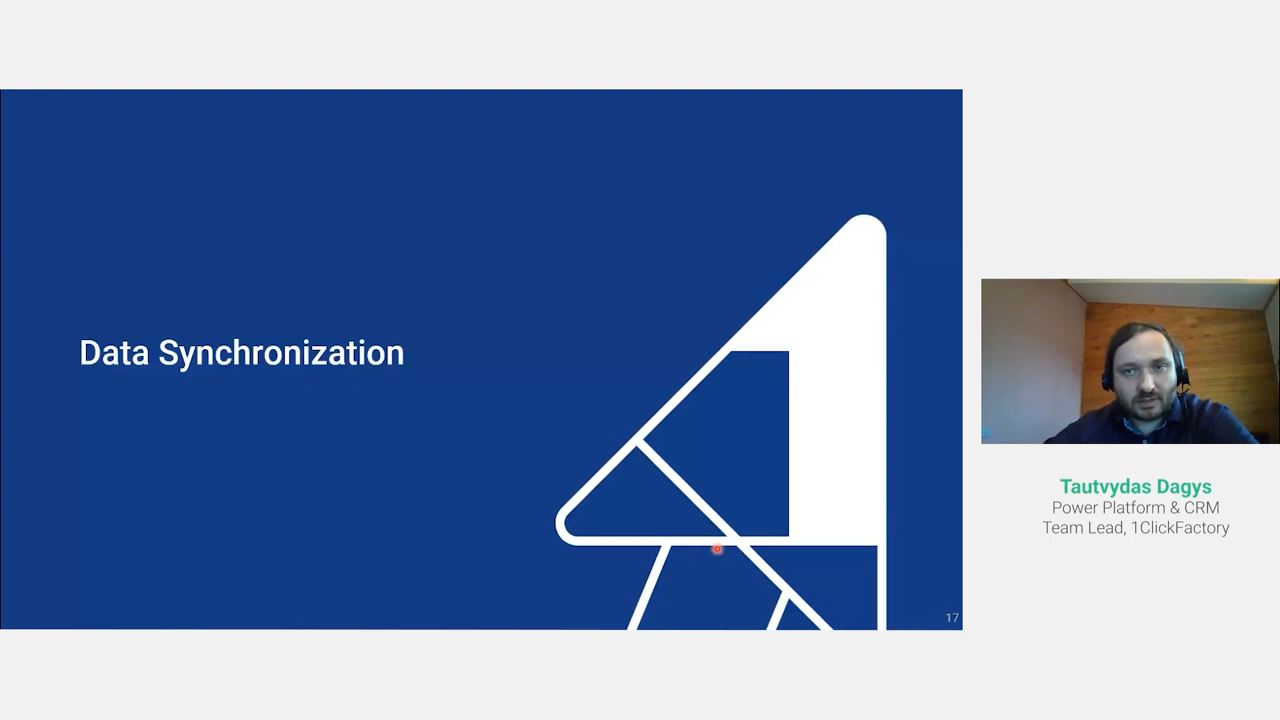 Data Synchronization
17
Tautvydas Dagys
Power Platform & CRM
Team Lead, 1ClickFactory